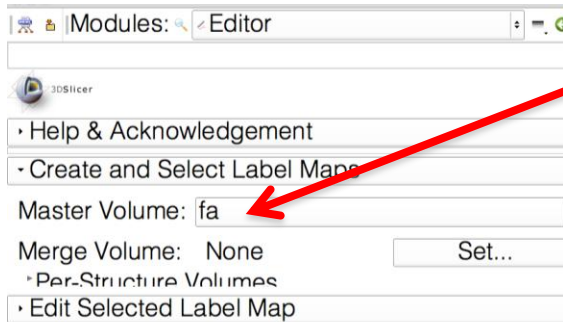 Modules: Editor
3DSlicer
Help & Acknowledgement
Create and Select Label Maps
Master Volume: fa
Merge Volume: None Set...
Per-Structure Volumes
Edit Selected Label Map